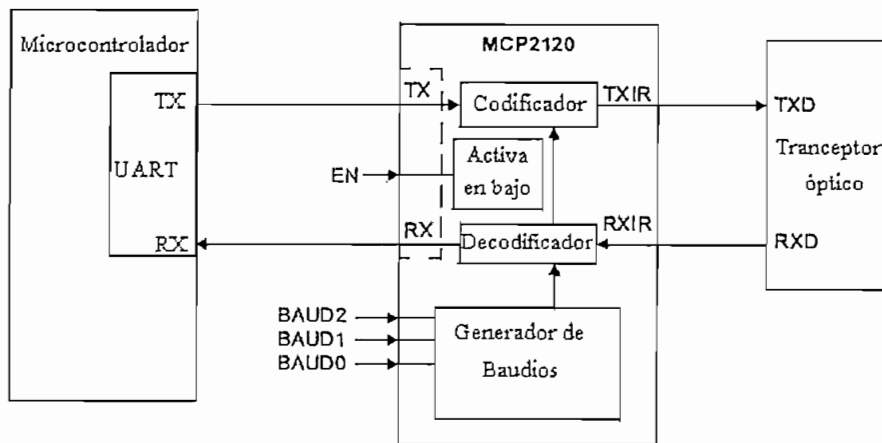 Microcontrolador
UART
TX
RX
MCP2120
TX
Codificador
TXIR
EN
Activa
en bajo
RX
Decodificador
RXIR
BAUD2
BAUD1
BAUD0
Generador de
Baudios
TXD
Tranceptor
óptico
RXD